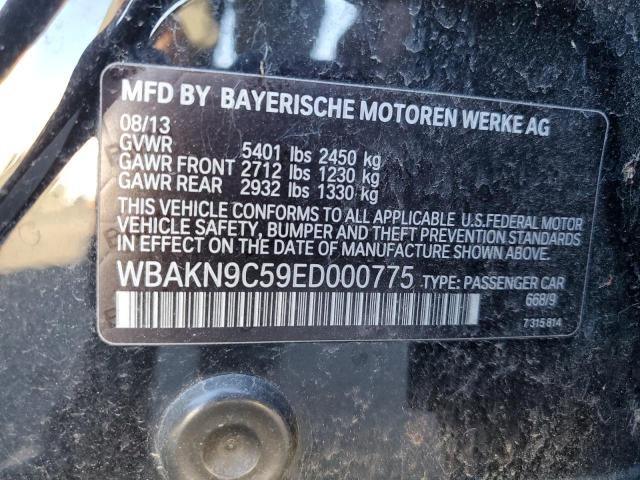 MFD BY BAYERISCHE MOTOREN WERKE AG
08/13
GVWR 5401 lbs 2450 kg
GAWR FRONT 2712 lbs 1230 kg
GAWR REAR 2932 lbs 1330 kg
THIS VEHICLE CONFORMS TO ALL APPLICABLE U.S.FEDERAL MOTOR
VEHICLE SAFETY, BUMPER AND THEFT PREVENTION STANDARDS
IN EFFECT ON THE DATE OF MANUFACTURE SHOWN ABOVE.
WBAKN9C59ED000775 TYPE: PASSENGER CAR
668/9
7315814